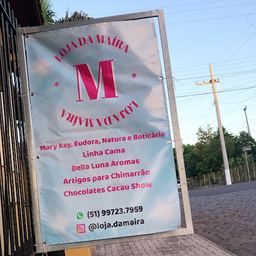 LOJA DA MAÍRA
* M *
LOJA DA MAÍRA
Mary Kay, Eudora, Natura e Boticário
Linha Cama
Bella Luna Aromas
Artigos para Chimarrão
Chocolates Cacau Show
(51) 99723.7959
@loja.damaira